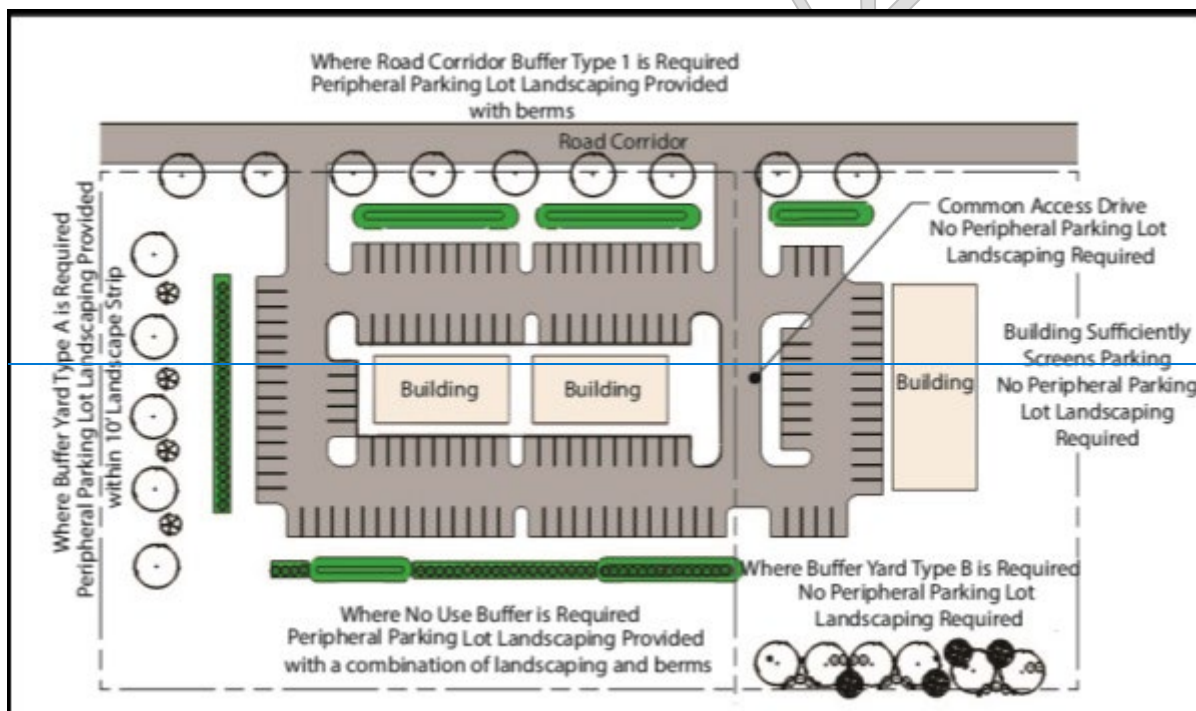 Where Road Corridor Buffer Type 1 is Required
Peripheral Parking Lot Landscaping Provided
with berms
Road Corridor
Where Buffer Yard Type A is Required
Peripheral Parking Lot Landscaping Provided
within 10' Landscape Strip
Common Access Drive
No Peripheral Parking Lot
Landscaping Required
Building
Building
Building
Building Sufficiently
Screens Parking
No Peripheral Parking
Lot Landscaping
Required
Where No Use Buffer is Required
Peripheral Parking Lot Landscaping Provided
with a combination of landscaping and berms
Where Buffer Yard Type B is Required
No Peripheral Parking Lot
Landscaping Required